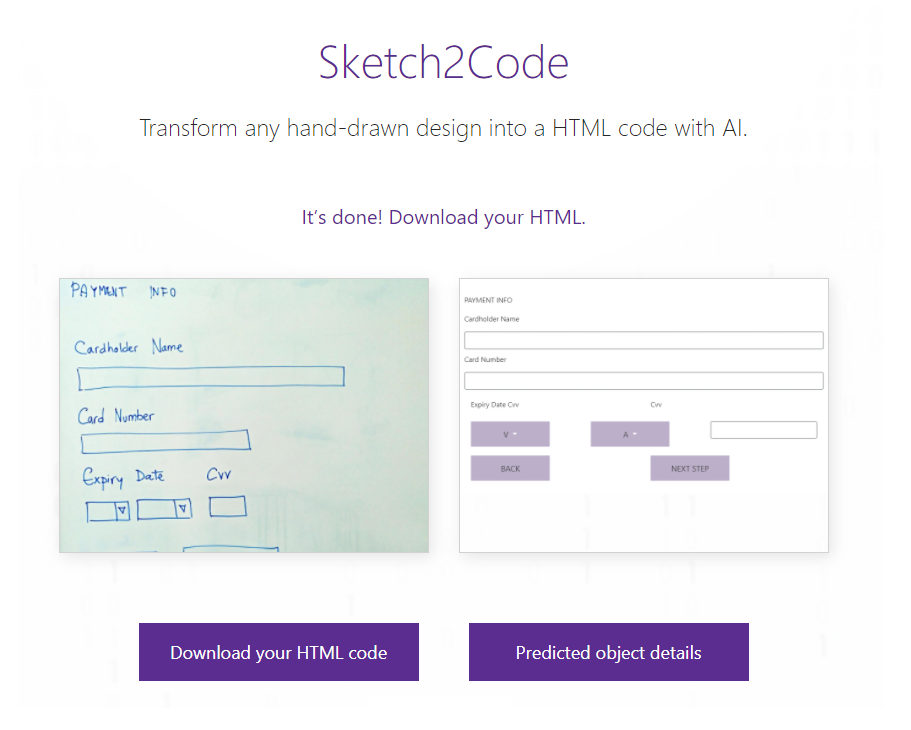 Sketch2Code
Transform any hand-drawn design into a HTML code with AI.
It's done! Download your HTML.
PAYMENT INFO
Cardholder Name
Card Number
Expiry Date Cvv
PAYMENT INFO
Cardholder Name
Card Number
Expiry Date Cvv Cvv
V A
BACK NEXT STEP
Download your HTML code Predicted object details